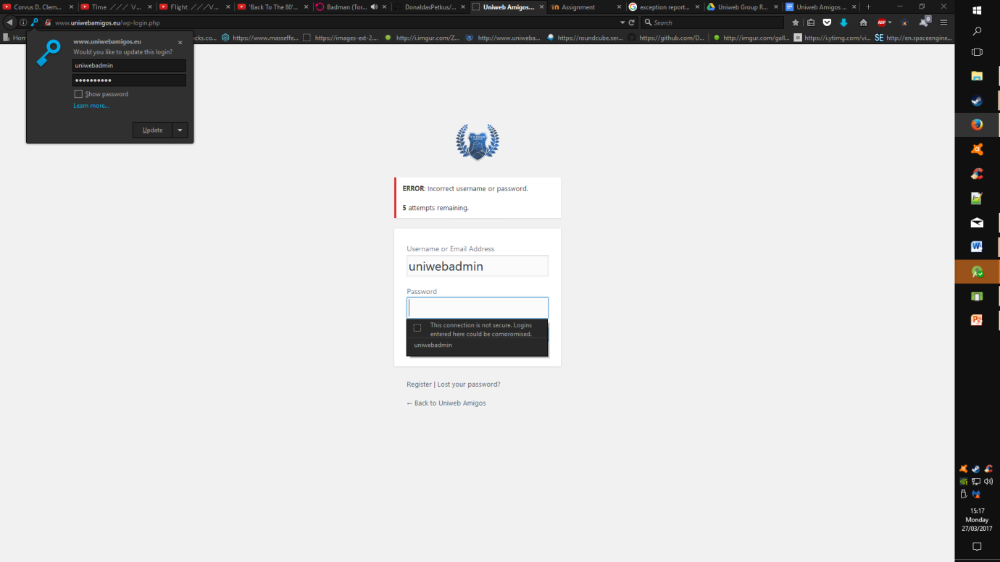 Corvus D. Clem...
Time ／／／ V...
Flight ／／／V...
'Back To The 80'...
Badman (Tor...
DonaldasPetkus/...
Uniweb Amigos...
Assignment
exception report...
Uniweb Group R...
Uniweb Amigos ...
www.uniwebamigos.eu/wp-login.php
Search
ABP
0
Hom
acks.co...
https://www.masseffe...
https://images-ext-2....
http://i.imgur.com/Z...
http://www.uniweba...
https://roundcube.ser...
https://github.com/D...
http://imgur.com/gall...
https://i.ytimg.com/vi...
SE
http://en.spaceengine...
www.uniwebamigos.eu
Would you like to update this login?
uniwebadmin
Show password
Learn more...
Update
ERROR: Incorrect username or password.
5 attempts remaining.
Username or Email Address
uniwebadmin
Password
This connection is not secure. Logins
entered here could be compromised.
uniwebadmin
Register | Lost your password?
← Back to Uniweb Amigos
15:17
Monday
27/03/2017